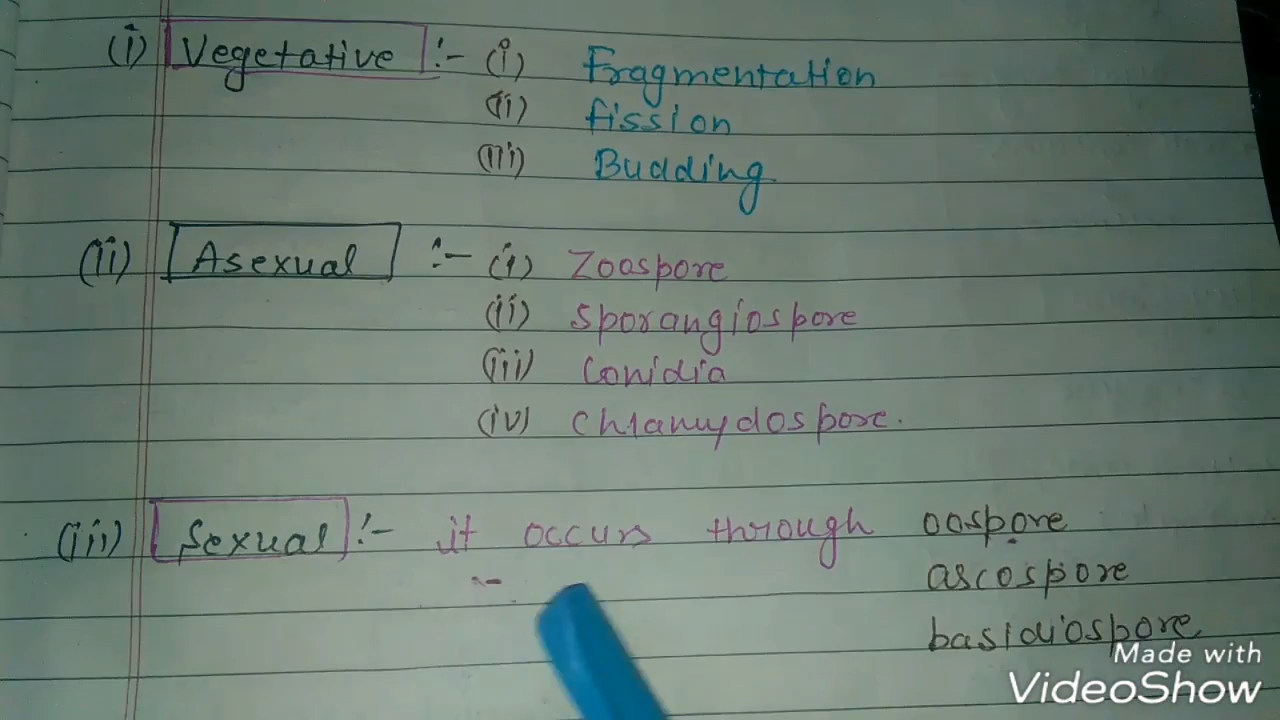 (i) Vegetative :- (i) Fragmentation
(ii) fission
(iii) Budding
(ii) Asexual :- (i) Zoospore
(ii) Sporangiospore
(iii) Conidia
(iv) Chlamydospore.
(iii) Sexual :- it occurs through oospore
ascospore
basidiospore
Made with
VideoShow